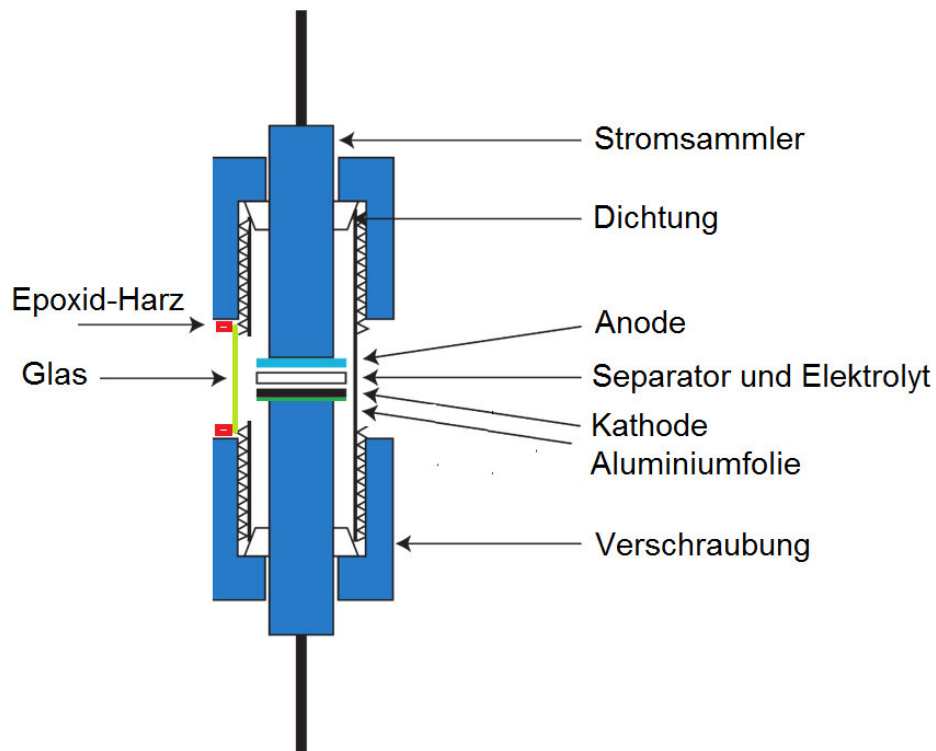 Stromsammler
Dichtung
Epoxid-Harz
Anode
Glas
Separator und Elektrolyt
Kathode
Aluminiumfolie
Verschraubung